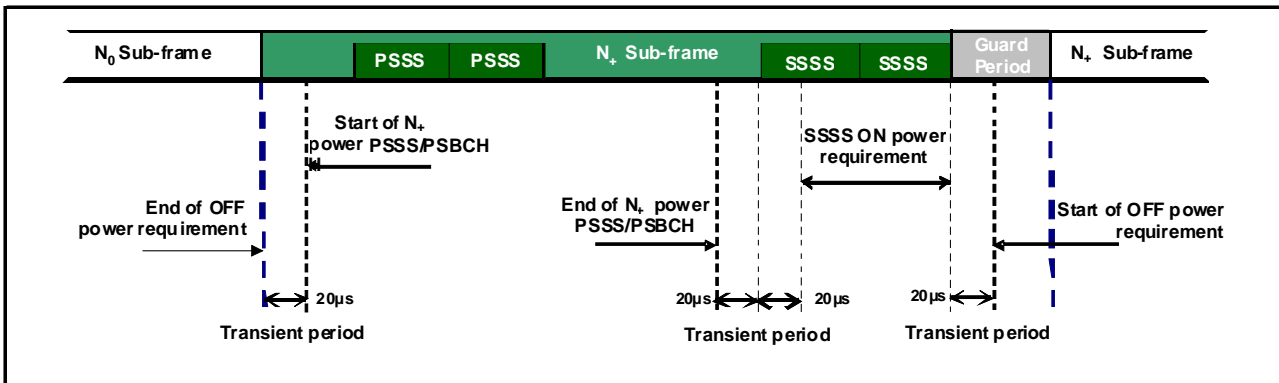 N0 Sub-frame
PSSS
PSSS
N+ Sub-frame
SSSS
SSSS
Guard
Period
N+ Sub-frame
Start of N+
power PSSS/PSBCH
SSSS ON power
requirement
End of OFF
power requirement
End of N+ power
PSSS/PSBCH
Start of OFF power
requirement
20µs
20µs
20µs
20µs
Transient period
Transient period
Transient period